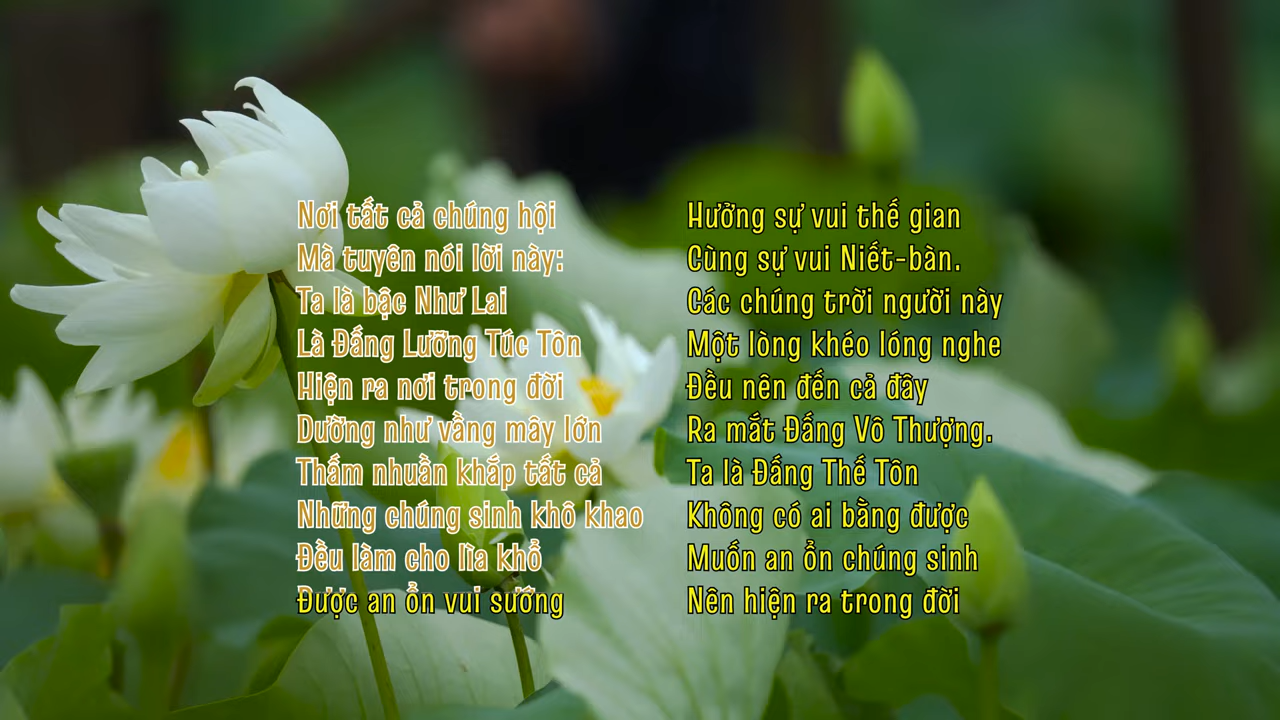 Nơi tất cả chúng hội
Mà tuyên nói lời này:
Ta là bậc Như Lai
Là Đấng Lưỡng Túc Tôn
Hiện ra nơi trong đời
Dường như vầng mây lớn
Thấm nhuần khắp tất cả
Những chúng sinh khô khao
Đều làm cho lìa khổ
Được an ổn vui sướng
Hưởng sự vui thế gian
Cùng sự vui Niết-bàn.
Các chúng trời người này
Một lòng khéo lóng nghe
Đều nên đến cả đây
Ra mắt Đấng Vô Thượng.
Ta là Đấng Thế Tôn
Không có ai bằng được
Muốn an ổn chúng sinh
Nên hiện ra trong đời